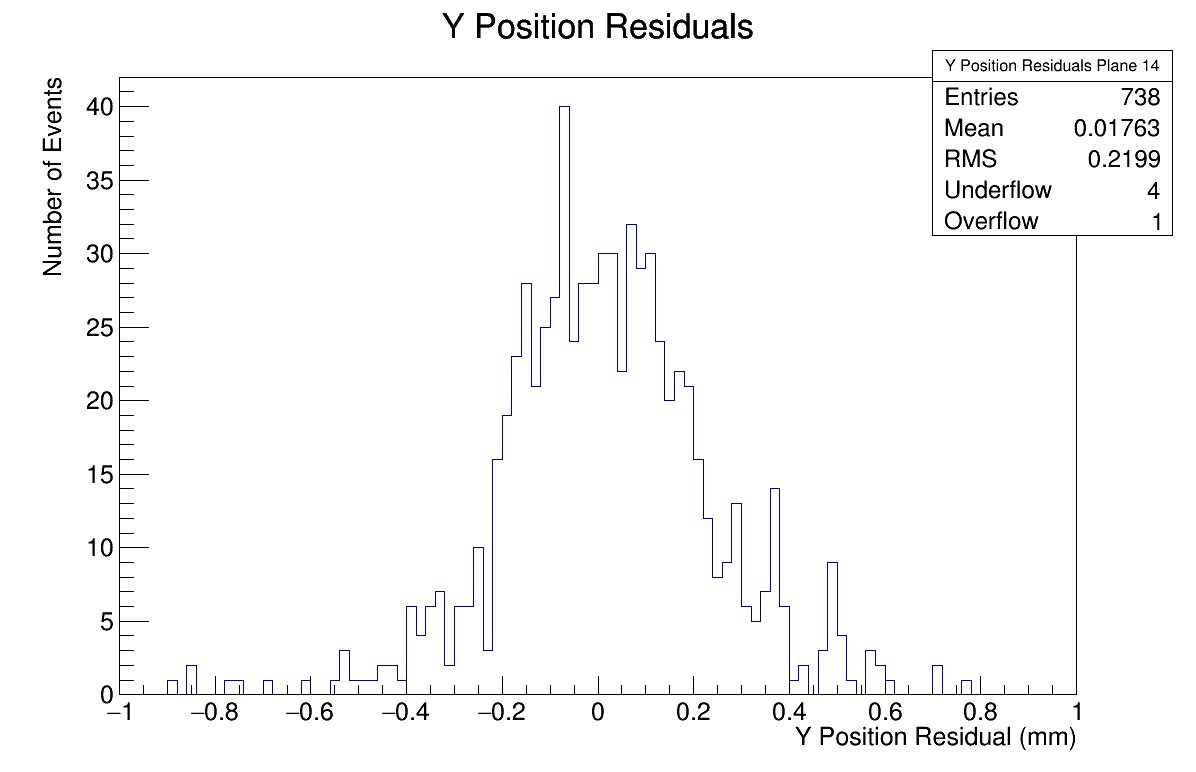 Y Position Residuals
Y Position Residuals Plane 14
Entries 738
Mean 0.01763
RMS 0.2199
Underflow 4
Overflow 1
Number of Events
40
35
30
25
20
15
10
5
0
−1 −0.8 −0.6 −0.4 −0.2 0 0.2 0.4 0.6 0.8 1
Y Position Residual (mm)